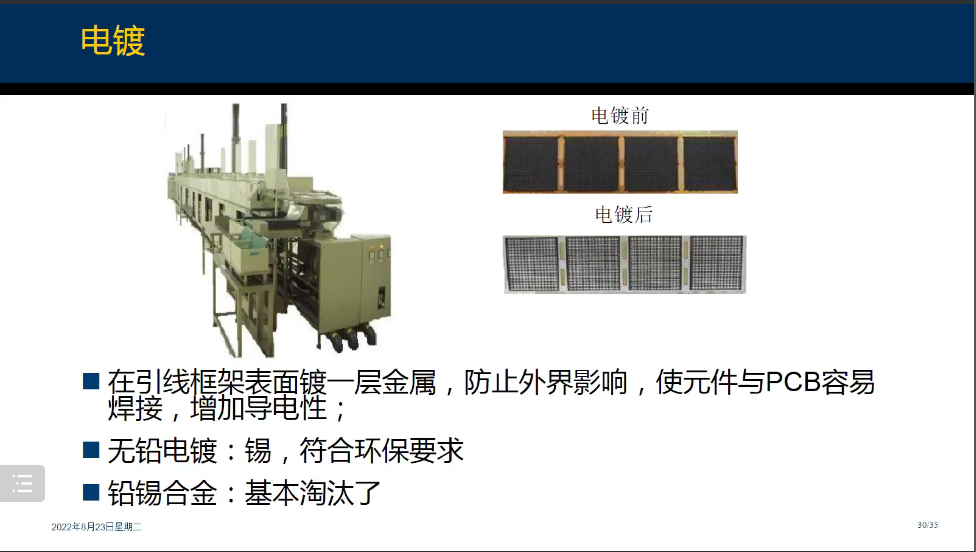 电镀
电镀前
电镀后
■ 在引线框架表面镀一层金属，防止外界影响，使元件与PCB容易
焊接，增加导电性；
■ 无铅电镀：锡，符合环保要求
■ 铅锡合金：基本淘汰了
2022年8月23日星期二
30/35